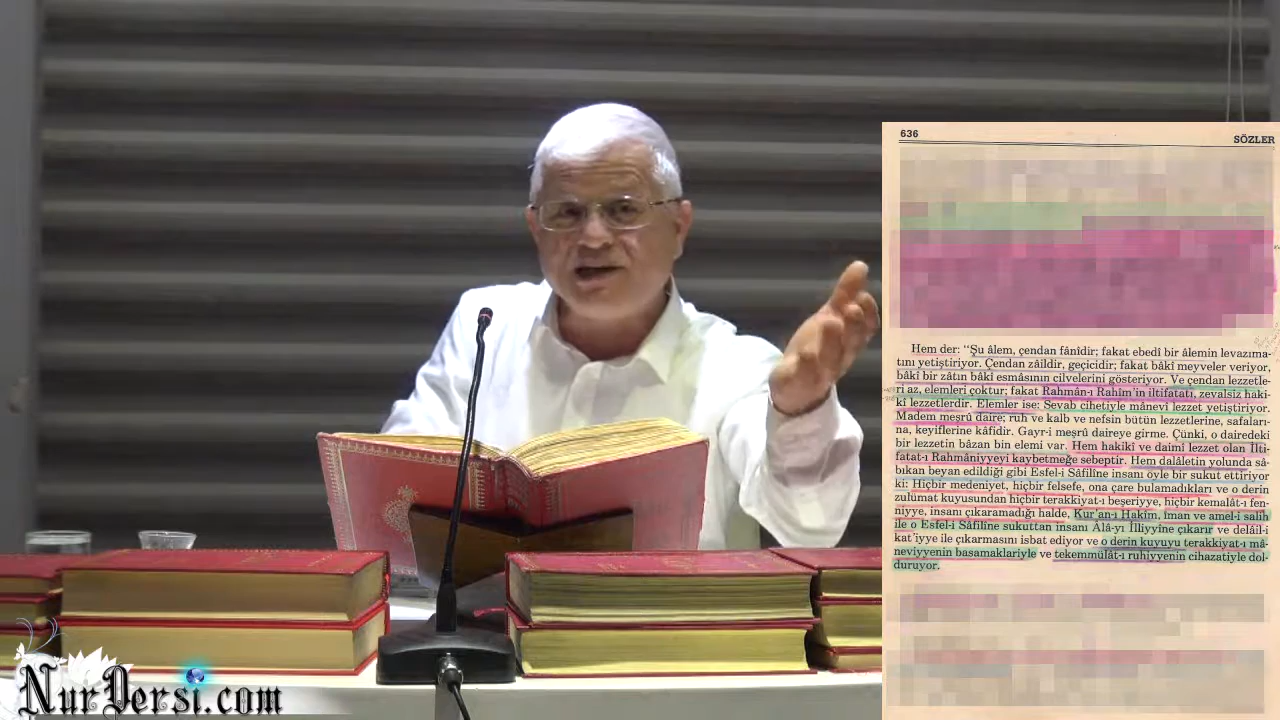 636
SÖZLER
Hem der: "Şu âlem, çendan fânîdir; fakat ebedî bir âlemin levazıma-
tını yetiştiriyor. Çendan zâildir, geçicidir; fakat bâki meyveler veriyor,
bâki bir zâtın bâki esmâsının cilvelerini gösteriyor. Ve çendan lezzetle-
ri az, elemleri çoktur; fakat Rahmân-ı Rahîm'in iltifatatı, zevalsiz haki-
kî lezzetlerdir. Elemler ise: Sevab cihetiyle mânevî lezzet yetiştiriyor.
Madem meşrû daire; ruh ve kalb ve nefsin bütün lezzetlerine, safaları-
na, keyiflerine kâfidir. Gayr-i meşrû daireye girme. Çünki, o dairedeki
bir lezzetin bâzan bin elemi var. Hem hakikî ve daimî lezzet olan İlti-
fatat-ı Rahmâniyyeyi kaybetmeğe sebeptir. Hem dalâletin yolunda sâ-
bıkan beyan edildiği gibi Esfel-i Sâfilîne insanı öyle bir sukut ettiriyor
ki: Hiçbir medeniyet, hiçbir felsefe, ona çare bulamadıkları ve o derin
zulümat kuyusundan hiçbir terakkiyat-ı beşeriye, hiçbir kemalât-ı fen-
niyye, insanı çıkaramadığı halde, Kur'an-ı Hakîm, iman ve amel-i salih
ile o Esfel-i Sâfilîne sukuttan insanı Âlâ-yı İlliyyîne çıkarır ve delâil-i
kat'iyye ile çıkarmasını isbat ediyor ve o derin kuyuyu terakkiyat-ı mâ-
neviyyenin basamaklariyle ve tekemmülât-ı ruhiyyenin cihazatiyle dol-
duruyor.
NurDersi.com